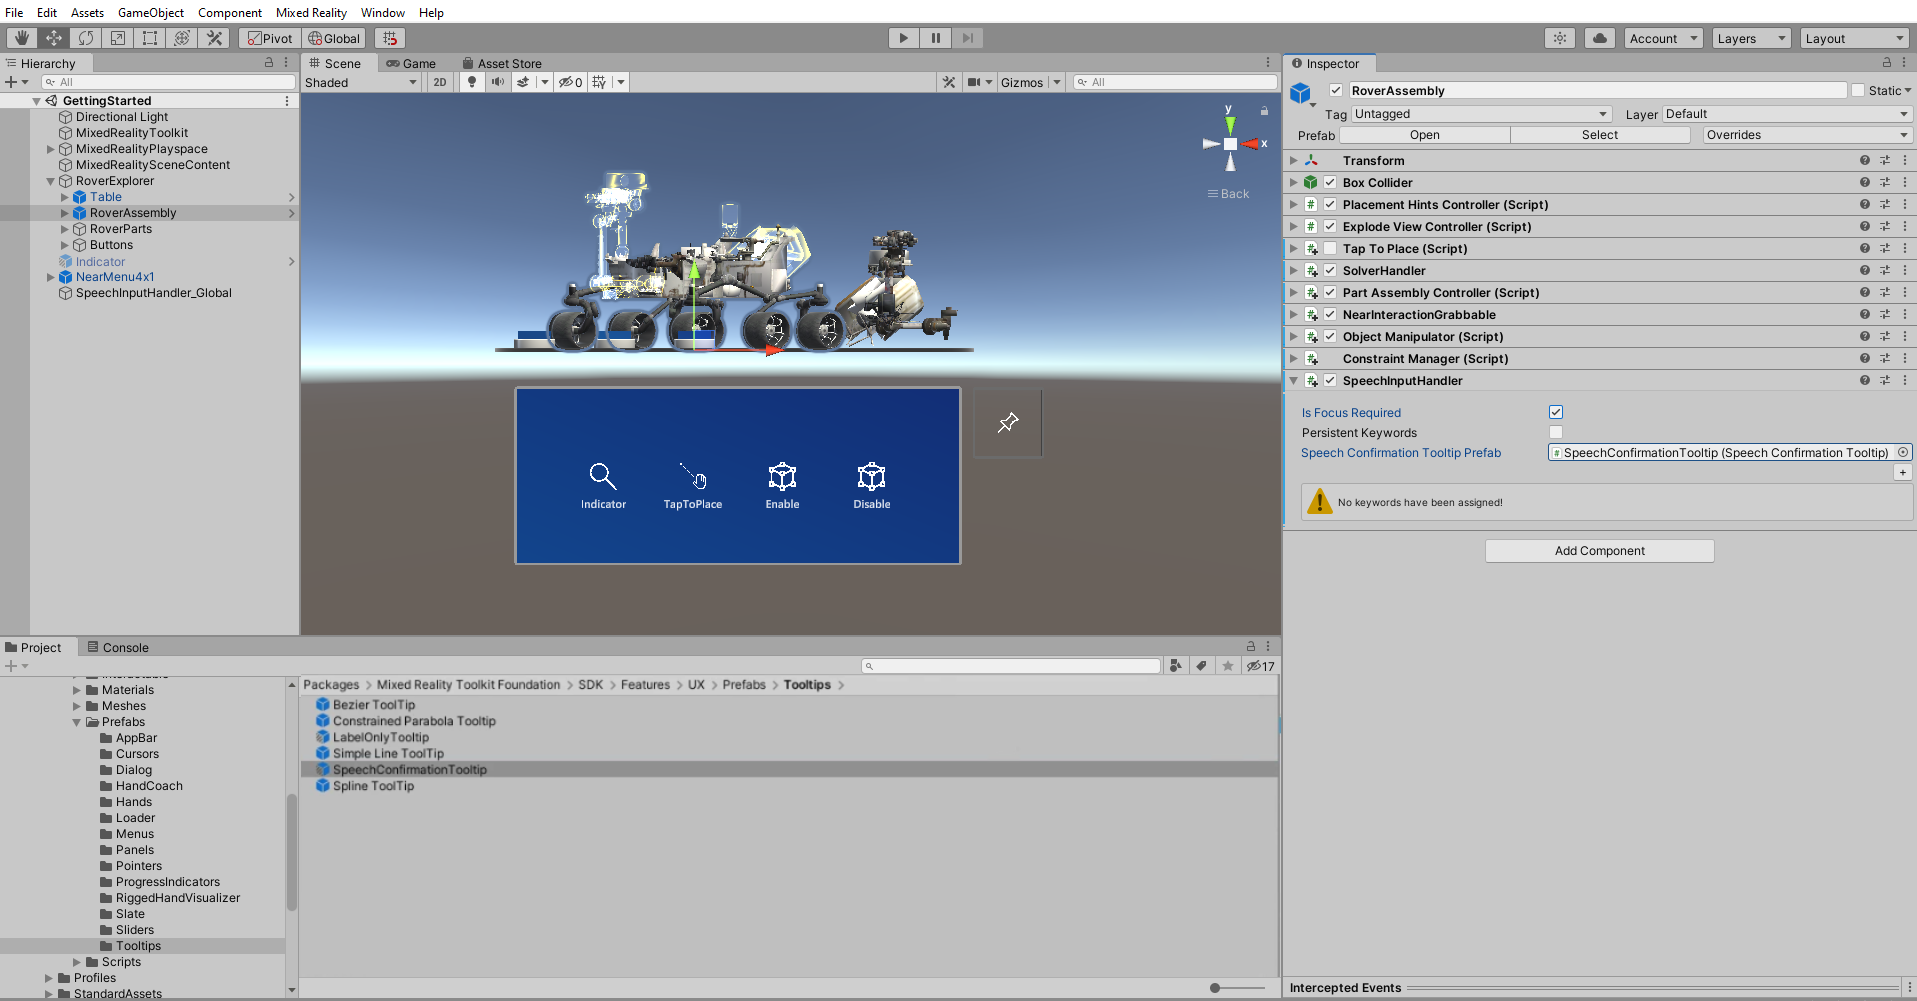 File Edit Assets GameObject Component Mixed Reality Window Help
Pivot Global Account Layers Layout
Hierarchy
All
GettingStarted
Directional Light
MixedRealityToolkit
MixedRealityPlayspace
MixedRealitySceneContent
RoverExplorer
Table
RoverAssembly
RoverParts
Buttons
Indicator
NearMenu4x1
SpeechInputHandler_Global
Scene Game Asset Store
Shaded 2D 0 Gizmos All
y
x
Back
Indicator TapToPlace Enable Disable
Inspector
RoverAssembly Static
Tag Untagged Layer Default
Prefab Open Select Overrides
Transform
Box Collider
Placement Hints Controller (Script)
Explode View Controller (Script)
Tap To Place (Script)
SolverHandler
Part Assembly Controller (Script)
NearInteractionGrabbable
Object Manipulator (Script)
Constraint Manager (Script)
SpeechInputHandler
Is Focus Required
Persistent Keywords
Speech Confirmation Tooltip Prefab SpeechConfirmationTooltip (Speech Confirmation Tooltip)
+
No keywords have been assigned!
Add Component
Intercepted Events
Project Console
17
Materials
Meshes
Prefabs
AppBar
Cursors
Dialog
HandCoach
Hands
Loader
Menus
Panels
Pointers
ProgressIndicators
RiggedHandVisualizer
Slate
Sliders
Tooltips
Scripts
Profiles
StandardAssets
Packages > Mixed Reality Toolkit Foundation > SDK > Features > UX > Prefabs > Tooltips >
Bezier ToolTip
Constrained Parabola Tooltip
LabelOnlyTooltip
Simple Line ToolTip
SpeechConfirmationTooltip
Spline ToolTip